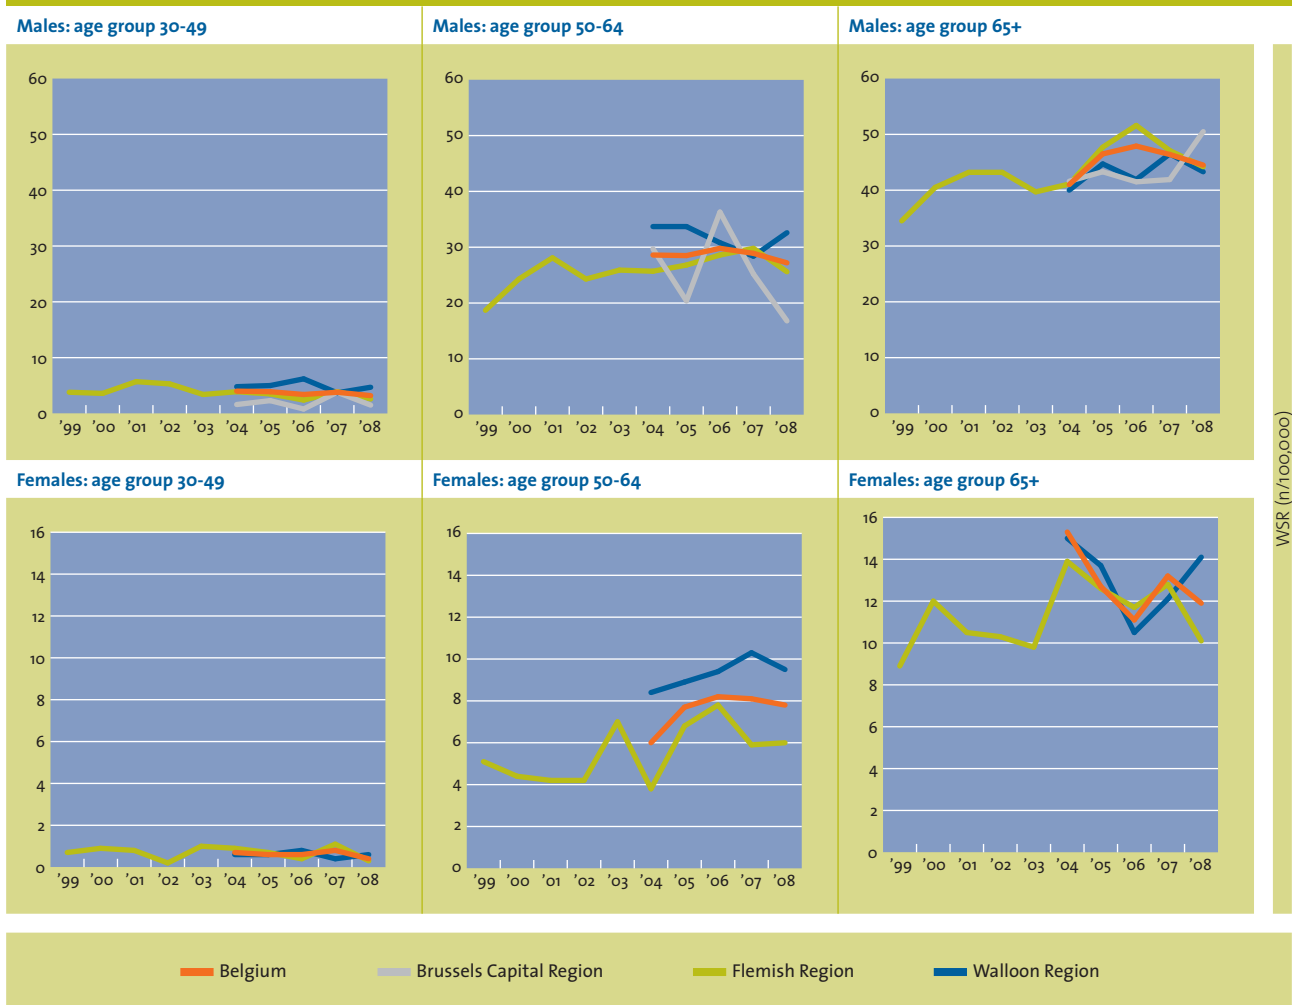 Males: age group 30-49
Males: age group 50-64
Males: age group 65+
60
50
40
30
20
10
0
'99 '00 '01 '02 '03 '04 '05 '06 '07 '08
60
50
40
30
20
10
0
'99 '00 '01 '02 '03 '04 '05 '06 '07 '08
60
50
40
30
20
10
0
'99 '00 '01 '02 '03 '04 '05 '06 '07 '08
Females: age group 30-49
Females: age group 50-64
Females: age group 65+
16
14
12
10
8
6
4
2
0
'99 '00 '01 '02 '03 '04 '05 '06 '07 '08
16
14
12
10
8
6
4
2
0
'99 '00 '01 '02 '03 '04 '05 '06 '07 '08
16
14
12
10
8
6
4
2
0
'99 '00 '01 '02 '03 '04 '05 '06 '07 '08
WSR (n/100,000)
Belgium
Brussels Capital Region
Flemish Region
Walloon Region